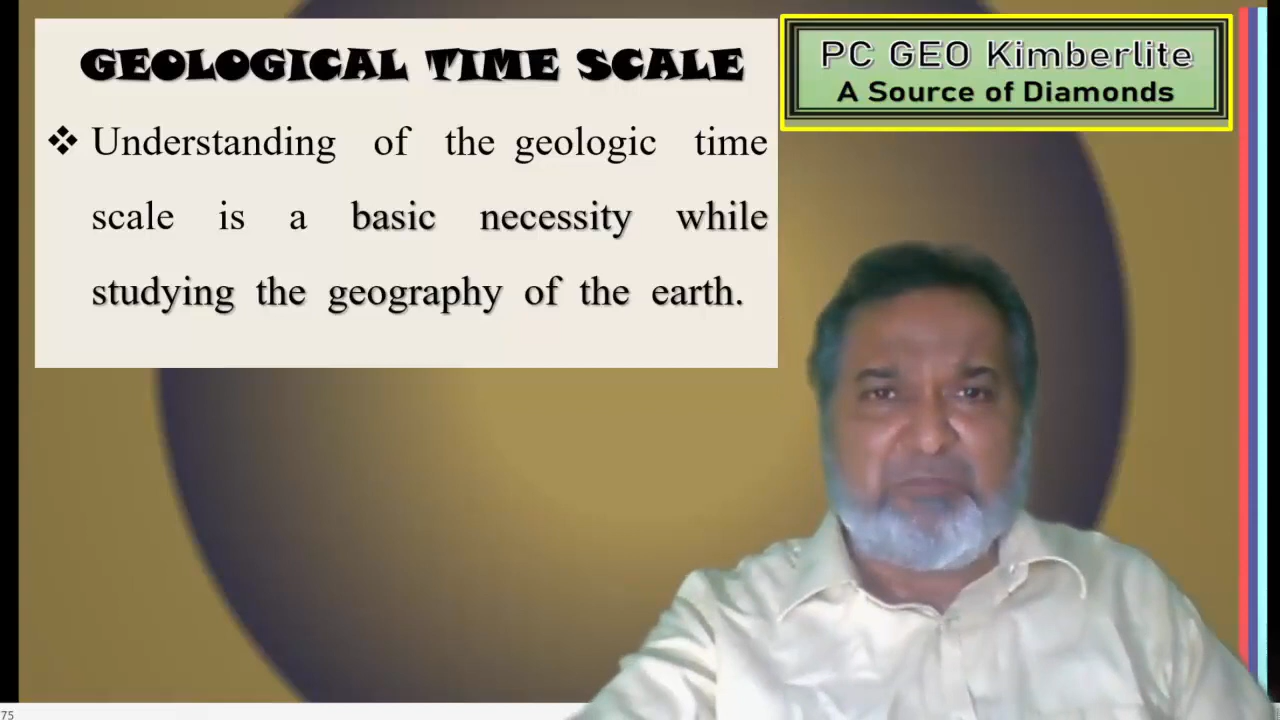 GEOLOGICAL TIME SCALE
PC GEO Kimberlite
A Source of Diamonds
❖ Understanding of the geologic time
scale is a basic necessity while
studying the geography of the earth.
75